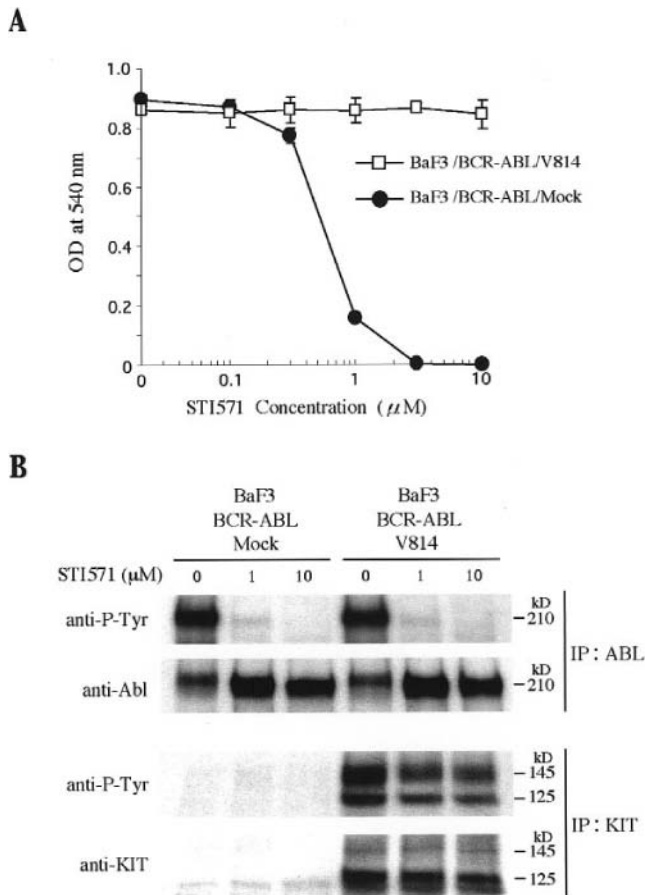 A
1.0
0.8
0.6
0.4
0.2
0
OD at 540 nm
BaF3 /BCR-ABL/V814
BaF3 /BCR-ABL/Mock
0 0.1 1 10
STI571 Concentration (μM)
B
BaF3 BaF3
BCR-ABL BCR-ABL
Mock V814
STI571 (μM) 0 1 10 0 1 10
kD
anti-P-Tyr 210
kD
anti-Abl 210
IP : ABL
kD
anti-P-Tyr 145
125
kD
145
anti-KIT 125
IP : KIT